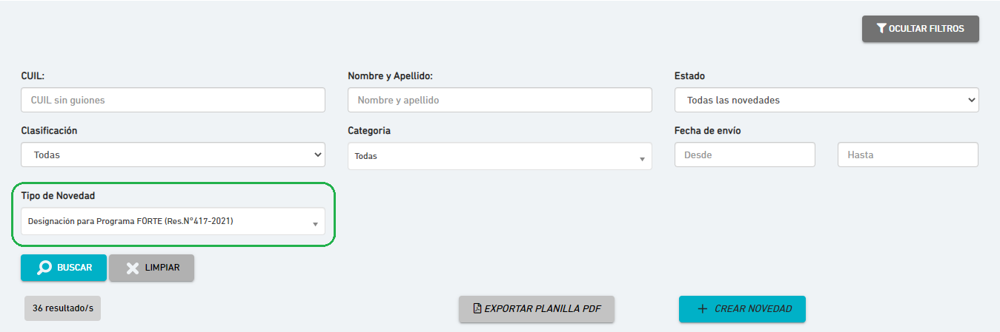 OCULTAR FILTROS
CUIL: Nombre y Apellido: Estado
CUIL sin guiones Nombre y apellido Todas las novedades
Clasificación Categoria Fecha de envío
Todas Todas Desde Hasta
Tipo de Novedad
Designación para Programa FORTE (Res.N°417-2021)
BUSCAR LIMPIAR
36 resultado/s EXPORTAR PLANILLA PDF + CREAR NOVEDAD